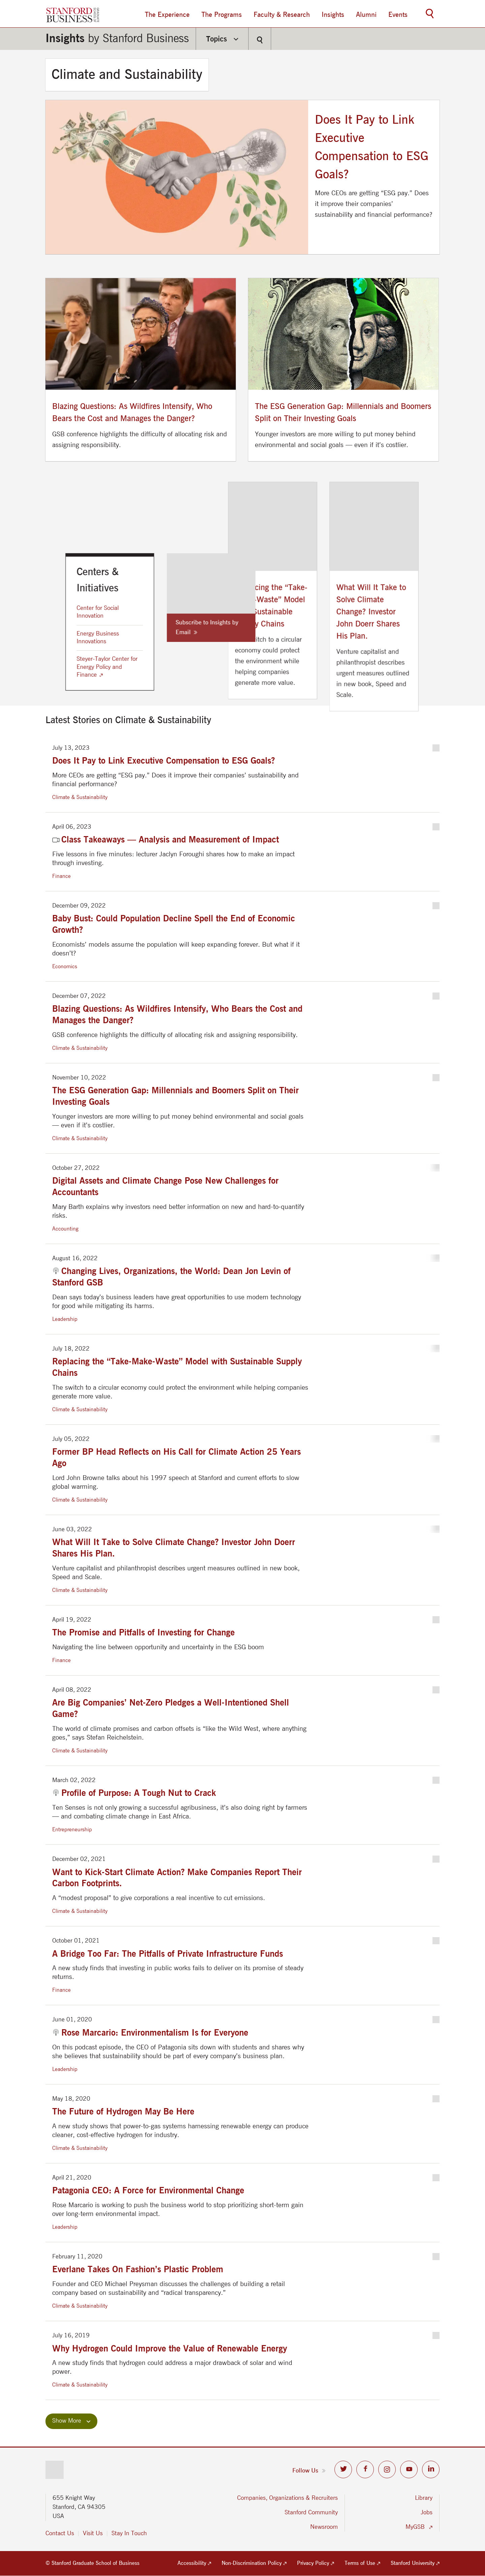 STANFORD
BUSINESS
The Experience
The Programs
Faculty & Research
Insights
Alumni
Events
Insights by Stanford Business
Topics
Climate and Sustainability
Does It Pay to Link
Executive
Compensation to ESG
Goals?
More CEOs are getting “ESG pay.” Does
it improve their companies’
sustainability and financial performance?
Blazing Questions: As Wildfires Intensify, Who
Bears the Cost and Manages the Danger?
GSB conference highlights the difficulty of allocating risk and
assigning responsibility.
The ESG Generation Gap: Millennials and Boomers
Split on Their Investing Goals
Younger investors are more willing to put money behind
environmental and social goals — even if it’s costlier.
Centers &
Initiatives
Center for Social
Innovation
Energy Business
Innovations
Steyer-Taylor Center for
Energy Policy and
Finance
Subscribe to Insights by
Email
the “Take-
-Waste” Model
Sustainable
Chains
to a circular
economy could protect
the environment while
helping companies
generate more value.
What Will It Take to
Solve Climate
Change? Investor
John Doerr Shares
His Plan.
Venture capitalist and
philanthropist describes
urgent measures outlined
in new book, Speed and
Scale.
Latest Stories on Climate & Sustainability
July 13, 2023
Does It Pay to Link Executive Compensation to ESG Goals?
More CEOs are getting “ESG pay.” Does it improve their companies’ sustainability and
financial performance?
Climate & Sustainability
April 06, 2023
Class Takeaways — Analysis and Measurement of Impact
Five lessons in five minutes: lecturer Jaclyn Foroughi shares how to make an impact
through investing.
Finance
December 09, 2022
Baby Bust: Could Population Decline Spell the End of Economic
Growth?
Economists’ models assume the population will keep expanding forever. But what if it
doesn’t?
Economics
December 07, 2022
Blazing Questions: As Wildfires Intensify, Who Bears the Cost and
Manages the Danger?
GSB conference highlights the difficulty of allocating risk and assigning responsibility.
Climate & Sustainability
November 10, 2022
The ESG Generation Gap: Millennials and Boomers Split on Their
Investing Goals
Younger investors are more willing to put money behind environmental and social goals
— even if it’s costlier.
Climate & Sustainability
October 27, 2022
Digital Assets and Climate Change Pose New Challenges for
Accountants
Mary Barth explains why investors need better information on new and hard-to-quantify
risks.
Accounting
August 16, 2022
Changing Lives, Organizations, the World: Dean Jon Levin of
Stanford GSB
Dean says today’s business leaders have great opportunities to use modern technology
for good while mitigating its harms.
Leadership
July 18, 2022
Replacing the “Take-Make-Waste” Model with Sustainable Supply
Chains
The switch to a circular economy could protect the environment while helping companies
generate more value.
Climate & Sustainability
July 05, 2022
Former BP Head Reflects on His Call for Climate Action 25 Years
Ago
Lord John Browne talks about his 1997 speech at Stanford and current efforts to slow
global warming.
Climate & Sustainability
June 03, 2022
What Will It Take to Solve Climate Change? Investor John Doerr
Shares His Plan.
Venture capitalist and philanthropist describes urgent measures outlined in new book,
Speed and Scale.
Climate & Sustainability
April 19, 2022
The Promise and Pitfalls of Investing for Change
Navigating the line between opportunity and uncertainty in the ESG boom
Finance
April 08, 2022
Are Big Companies’ Net-Zero Pledges a Well-Intentioned Shell
Game?
The world of climate promises and carbon offsets is “like the Wild West, where anything
goes,” says Stefan Reichelstein.
Climate & Sustainability
March 02, 2022
Profile of Purpose: A Tough Nut to Crack
Ten Senses is not only growing a successful agribusiness, it’s also doing right by farmers
— and combating climate change in East Africa.
Entrepreneurship
December 02, 2021
Want to Kick-Start Climate Action? Make Companies Report Their
Carbon Footprints.
A “modest proposal” to give corporations a real incentive to cut emissions.
Climate & Sustainability
October 01, 2021
A Bridge Too Far: The Pitfalls of Private Infrastructure Funds
A new study finds that investing in public works fails to deliver on its promise of steady
returns.
Finance
June 01, 2020
Rose Marcario: Environmentalism Is for Everyone
On this podcast episode, the CEO of Patagonia sits down with students and shares why
she believes that sustainability should be part of every company’s business plan.
Leadership
May 18, 2020
The Future of Hydrogen May Be Here
A new study shows that power-to-gas systems harnessing renewable energy can produce
cleaner, cost-effective hydrogen for industry.
Climate & Sustainability
April 21, 2020
Patagonia CEO: A Force for Environmental Change
Rose Marcario is working to push the business world to stop prioritizing short-term gain
over long-term environmental impact.
Leadership
February 11, 2020
Everlane Takes On Fashion’s Plastic Problem
Founder and CEO Michael Preysman discusses the challenges of building a retail
company based on sustainability and “radical transparency.”
Climate & Sustainability
July 16, 2019
Why Hydrogen Could Improve the Value of Renewable Energy
A new study finds that hydrogen could address a major drawback of solar and wind
power.
Climate & Sustainability
Show More
Follow Us
655 Knight Way
Stanford, CA 94305
USA
Contact Us
Visit Us
Stay In Touch
Companies, Organizations & Recruiters
Stanford Community
Newsroom
Library
Jobs
MyGSB
© Stanford Graduate School of Business
Accessibility
Non-Discrimination Policy
Privacy Policy
Terms of Use
Stanford University